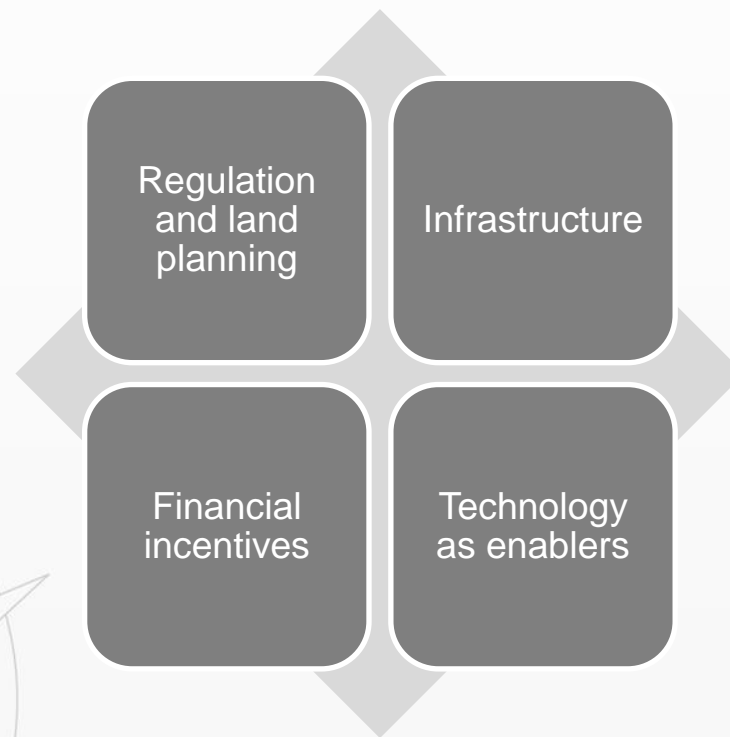 Regulation
and land
planning
Infrastructure
Financial
incentives
Technology
as enablers